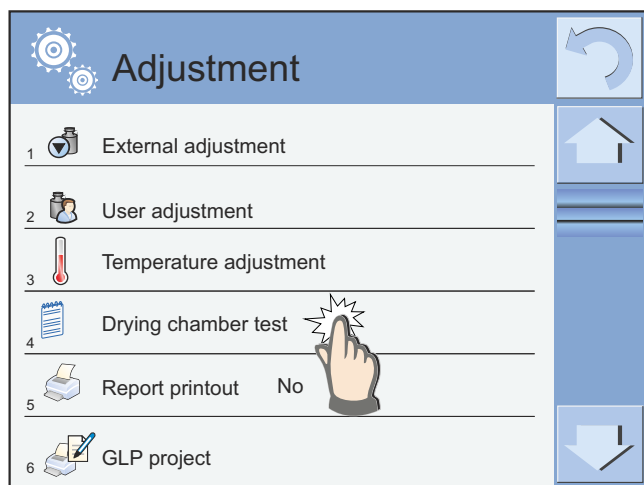 Adjustment
1 External adjustment
2 User adjustment
3 Temperature adjustment
4 Drying chamber test
5 Report printout No
6 GLP project